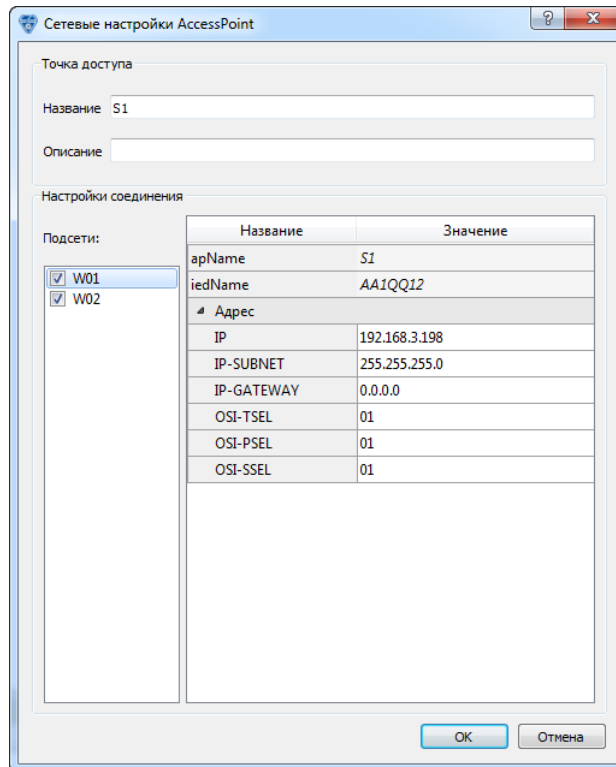 Сетевые настройки AccessPoint
Точка доступа
Название S1
Описание
Настройки соединения
Подсети:
W01
W02
Название Значение
apName S1
iedName AA1QQ12
Адрес
IP 192.168.3.198
IP-SUBNET 255.255.255.0
IP-GATEWAY 0.0.0.0
OSI-TSEL 01
OSI-PSEL 01
OSI-SSEL 01
OK Отмена